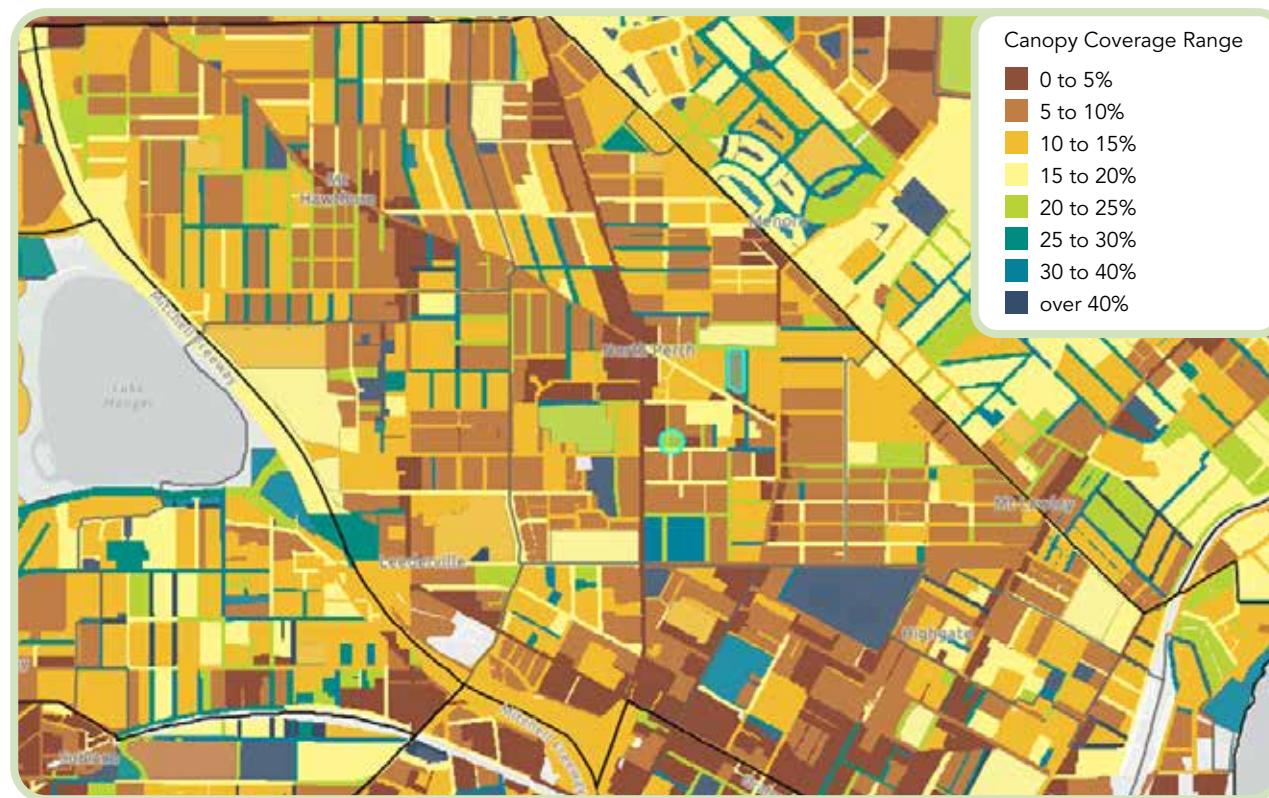 Canopy Coverage Range
0 to 5%
5 to 10%
10 to 15%
15 to 20%
20 to 25%
25 to 30%
30 to 40%
over 40%
Mt
Hawthorn
Menora
Mitchell Freeway
North Perth
Lake
Monger
Mt Lawley
Leederville
Highgate
Mitchell Freeway
Subiaco